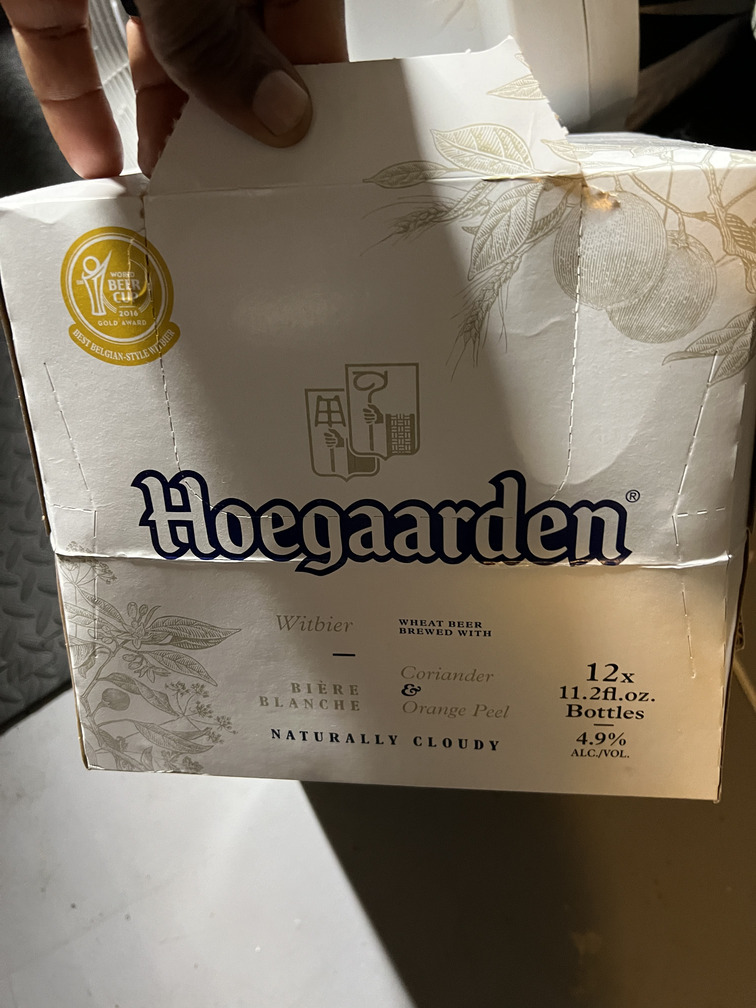 WORLD
BEER
CUP
2016
GOLD AWARD
BEST BELGIAN-STYLE WITBIER
Hoegaarden®
Witbier
WHEAT BEER
BREWED WITH
BIÈRE
BLANCHE
Coriander
&
Orange Peel
NATURALLY CLOUDY
12x
11.2fl.oz.
Bottles
4.9%
ALC./VOL.